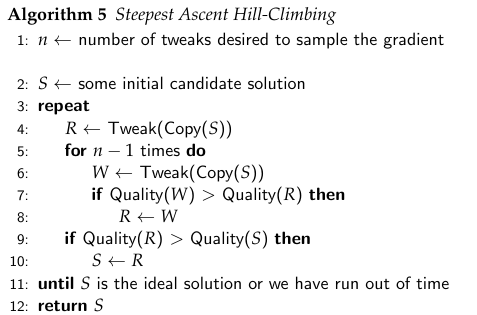 Algorithm 5 Steepest Ascent Hill-Climbing
1: n ← number of tweaks desired to sample the gradient
2: S ← some initial candidate solution
3: repeat
4: R ← Tweak(Copy(S))
5: for n − 1 times do
6: W ← Tweak(Copy(S))
7: if Quality(W) > Quality(R) then
8: R ← W
9: if Quality(R) > Quality(S) then
10: S ← R
11: until S is the ideal solution or we have run out of time
12: return S